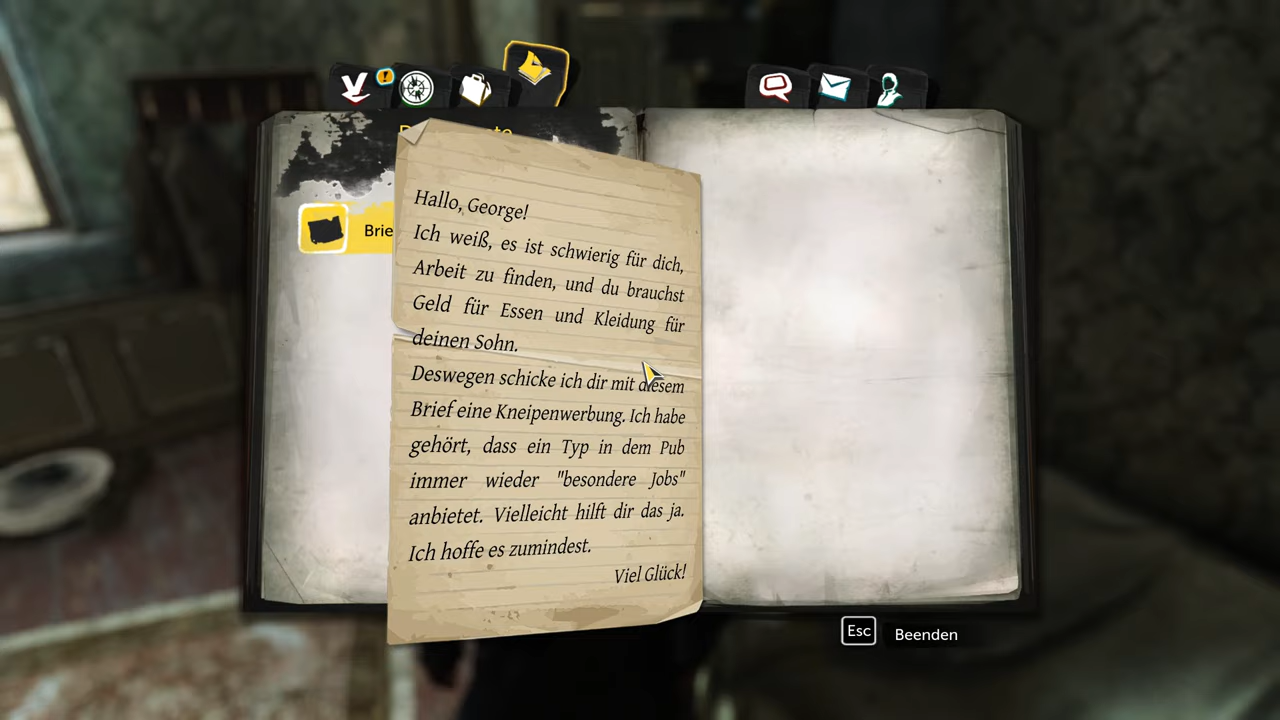 Brie
Hallo, George!
Ich weiß, es ist schwierig für dich,
Arbeit zu finden, und du brauchst
Geld für Essen und Kleidung für
deinen Sohn.
Deswegen schicke ich dir mit diesem
Brief eine Kneipenwerbung. Ich habe
gehört, dass ein Typ in dem Pub
immer wieder "besondere Jobs"
anbietet. Vielleicht hilft dir das ja.
Ich hoffe es zumindest.
Viel Glück!
Esc Beenden